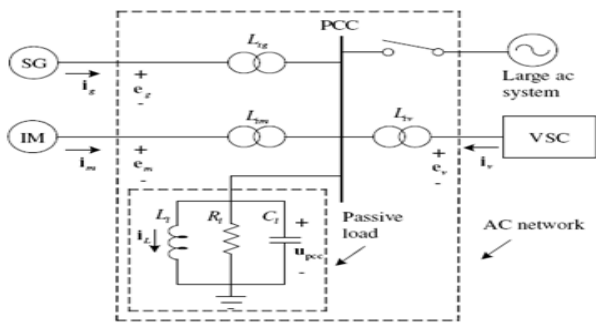 PCC
SG
L_tg
i_g
+
e_g
-
Large ac
system
IM
L_tm
L_tv
VSC
i_m
+
e_m
-
+
e_v
-
i_v
L_l
R_l
C_l
+
i_L
u_pcc
-
Passive
load
AC network